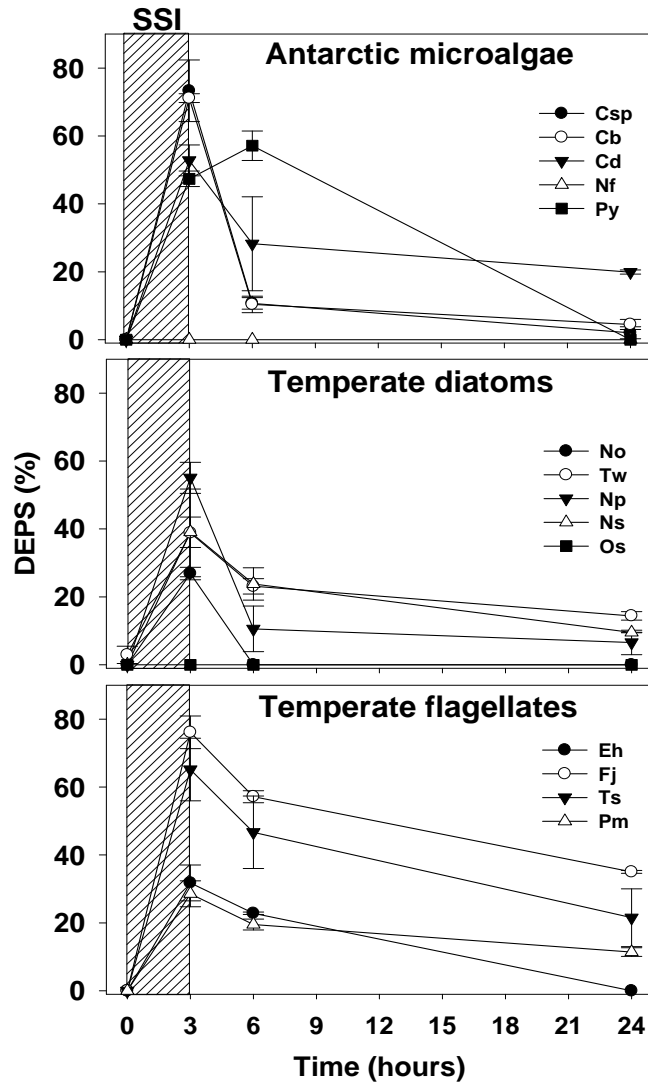 SSI
Antarctic microalgae
80
60
40
20
0
Csp
Cb
Cd
Nf
Py
Temperate diatoms
80
60
40
20
0
No
Tw
Np
Ns
Os
DEPS (%)
Temperate flagellates
80
60
40
20
0
Eh
Fj
Ts
Pm
0 3 6 9 12 15 18 21 24
Time (hours)